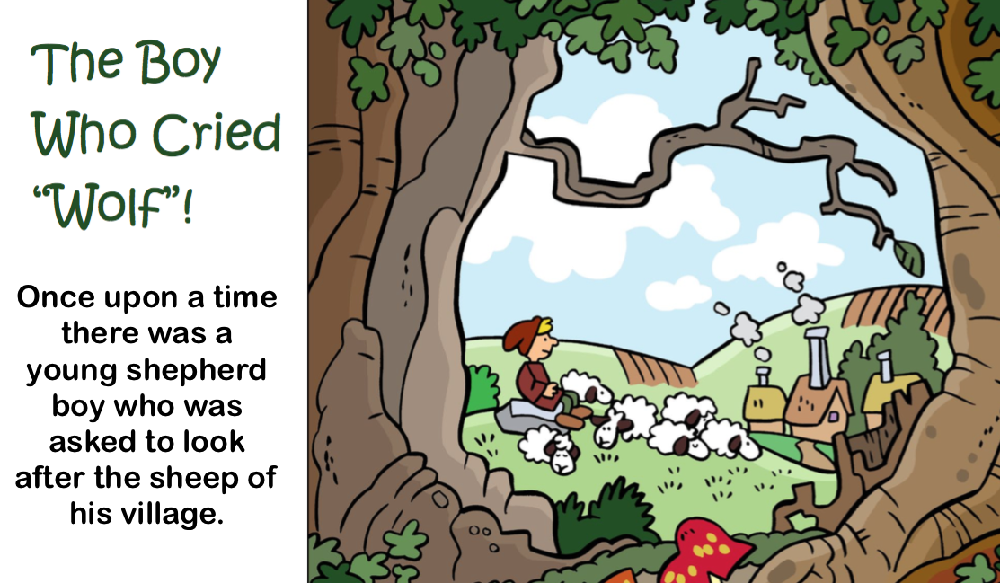 The Boy
Who Cried
“Wolf”!
Once upon a time
there was a
young shepherd
boy who was
asked to look
after the sheep of
his village.